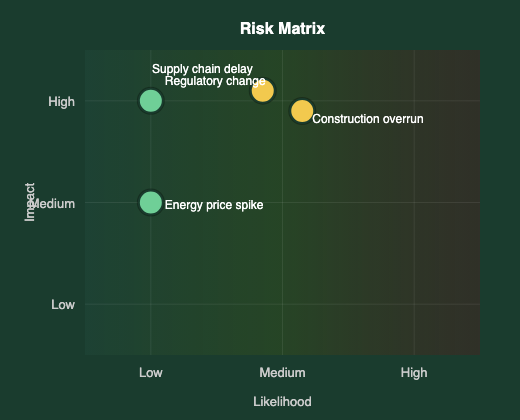 Risk Matrix
Supply chain delay
Regulatory change
High
Construction overrun
Impact
Medium
Energy price spike
Low
Low
Medium
High
Likelihood